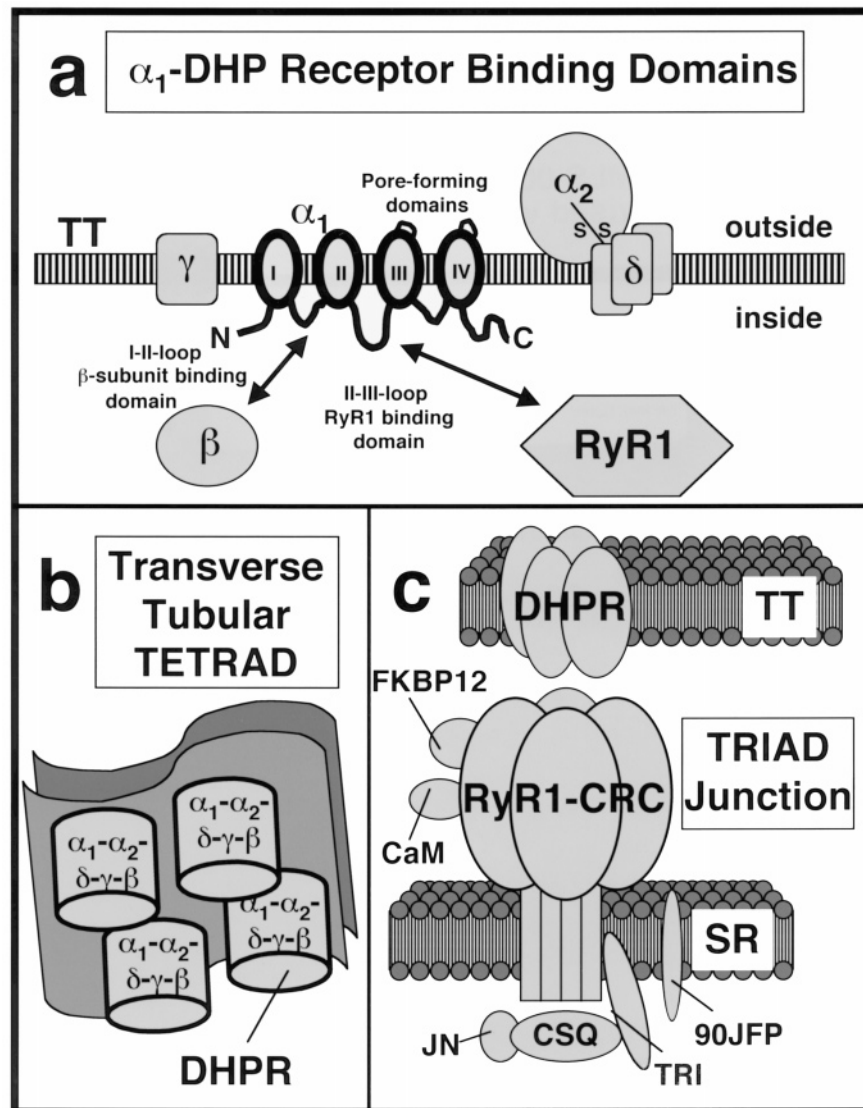 a
α₁-DHP Receptor Binding Domains
Pore-forming
domains
α₁
α₂
S S
TT
outside
γ
I
II
III
IV
δ
inside
N
C
I-II-loop
β-subunit binding
domain
II-III-loop
RyR1 binding
domain
β
RyR1
b
Transverse
Tubular
TETRAD
α₁-α₂-
δ-γ-β
α₁-α₂-
δ-γ-β
α₁-α₂-
δ-γ-β
α₁-α₂-
δ-γ-β
DHPR
c
DHPR
TT
FKBP12
TRIAD
Junction
RyR1-CRC
CaM
SR
JN
CSQ
90JFP
TRI